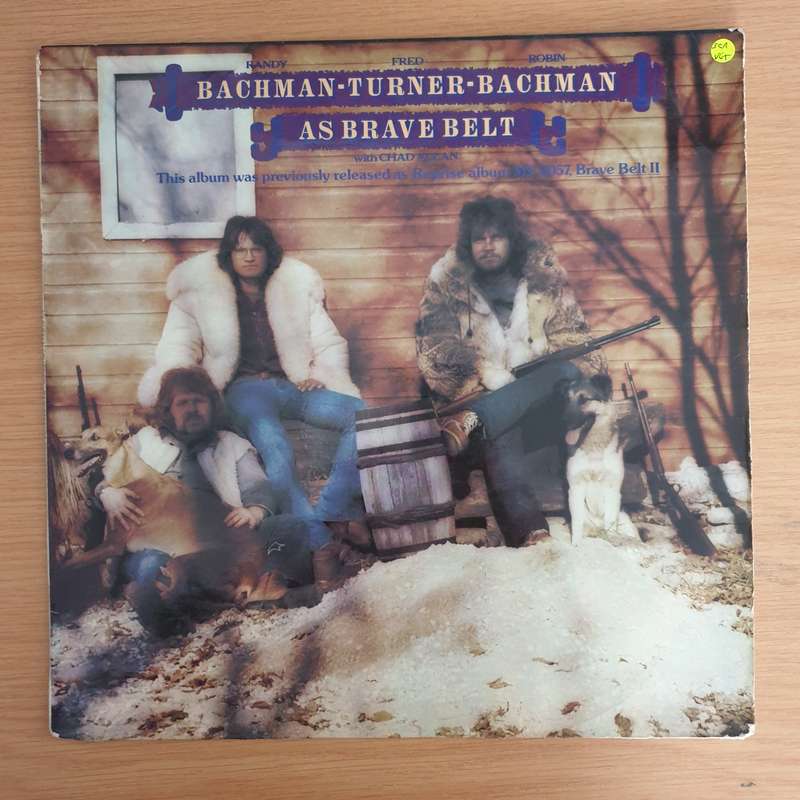 RANDY FRED ROBIN
BACHMAN-TURNER-BACHMAN
AS BRAVE BELT
with CHAD ALLAN
This album was previously released as Reprise album MS 2057, Brave Belt II